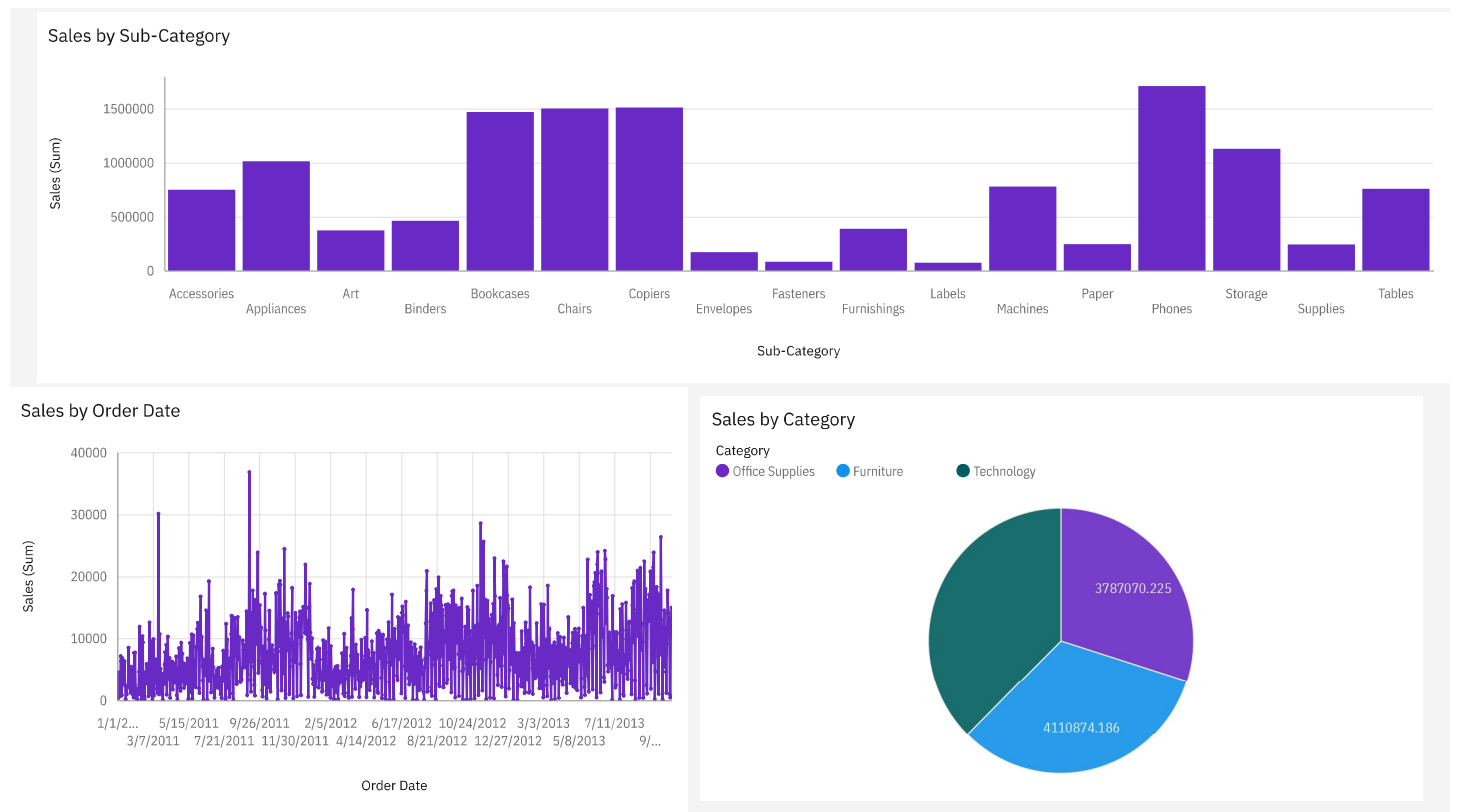 Sales by Sub-Category
Sales (Sum)
1500000
1000000
500000
0
Accessories Art Bookcases Copiers Fasteners Labels Paper Storage Tables
Appliances Binders Chairs Envelopes Furnishings Machines Phones Supplies
Sub-Category
Sales by Order Date
Sales (Sum)
40000
30000
20000
10000
0
1/1/2... 5/15/2011 9/26/2011 2/5/2012 6/17/2012 10/24/2012 3/3/2013 7/11/2013
3/7/2011 7/21/2011 11/30/2011 4/14/2012 8/21/2012 12/27/2012 5/8/2013 9/...
Order Date
Sales by Category
Category
Office Supplies Furniture Technology
3787070.225
4110874.186